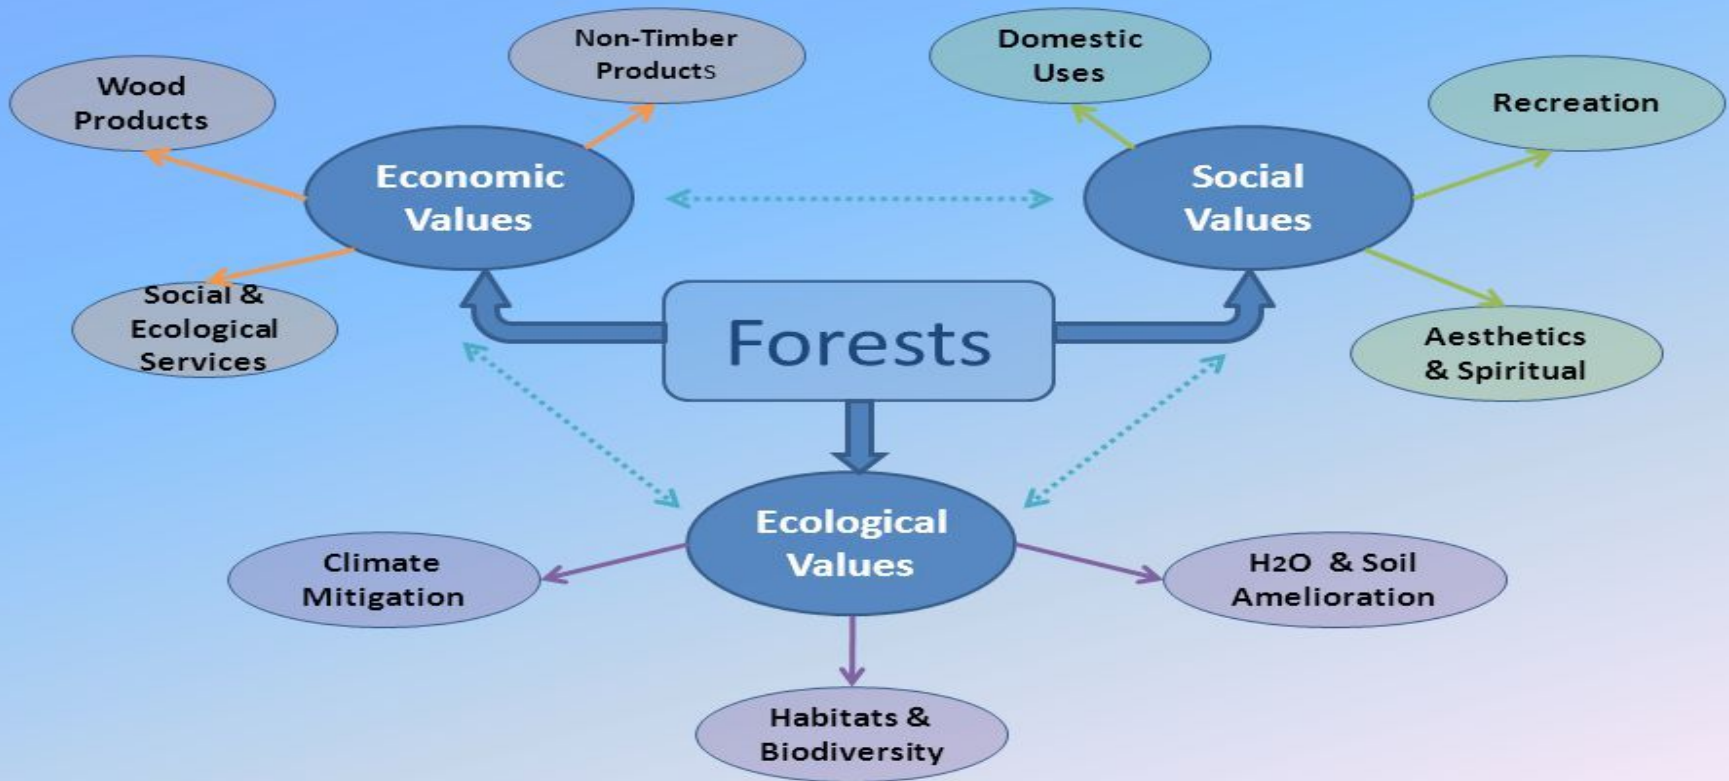 Wood
Products
Non-Timber
Products
Domestic
Uses
Recreation
Economic
Values
Social
Values
Social &
Ecological
Services
Forests
Aesthetics
& Spiritual
Ecological
Values
Climate
Mitigation
H2O & Soil
Amelioration
Habitats &
Biodiversity